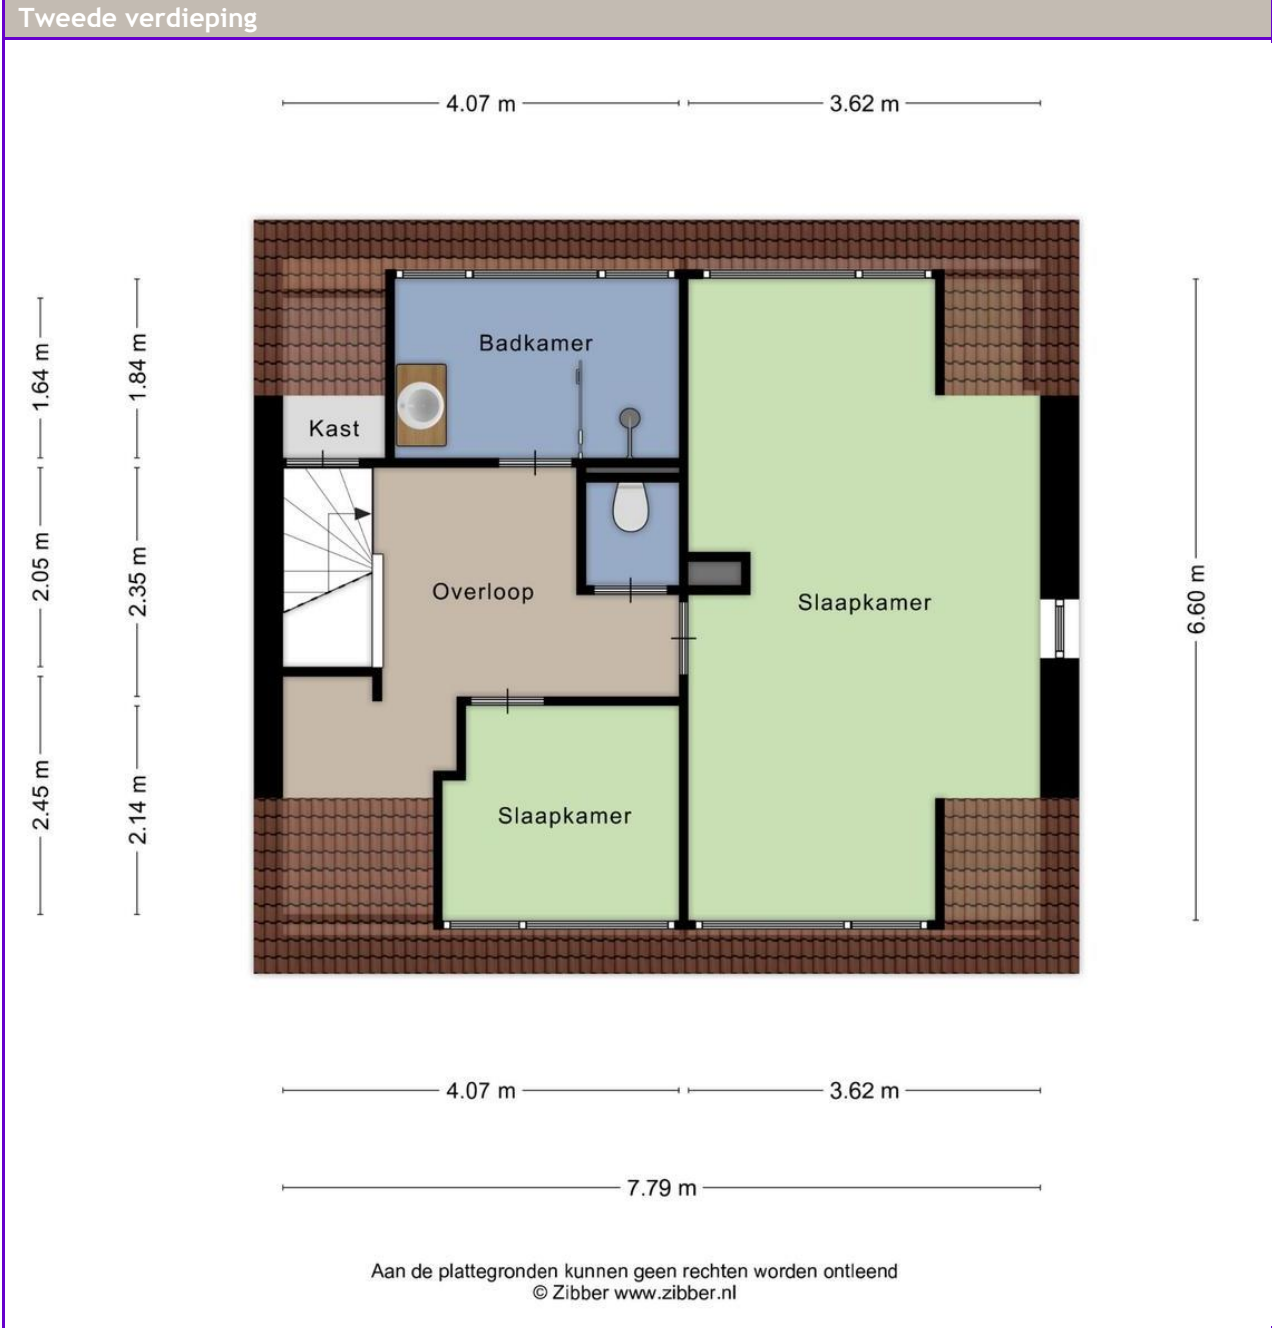 Tweede verdieping
4.07 m
3.62 m
1.64 m
1.84 m
Badkamer
Kast
2.05 m
2.35 m
Overloop
Slaapkamer
6.60 m
2.45 m
2.14 m
Slaapkamer
4.07 m
3.62 m
7.79 m
Aan de plattegronden kunnen geen rechten worden ontleend
© Zibber www.zibber.nl